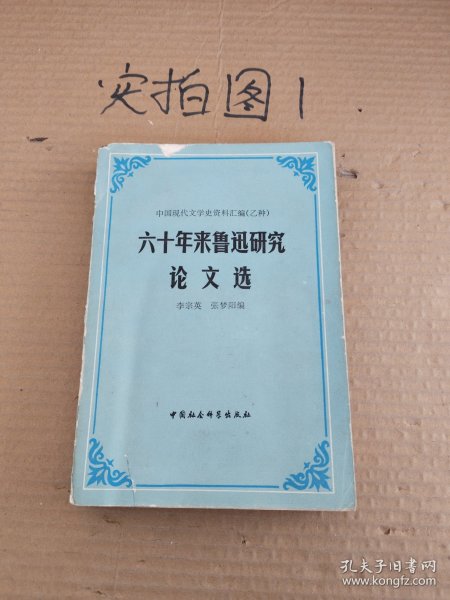 实拍图1
中国现代文学史资料汇编(乙种)
六十年来鲁迅研究
论文选
李宗英 张梦阳编
中国社会科学出版社
孔夫子旧书网
www.kongfz.com